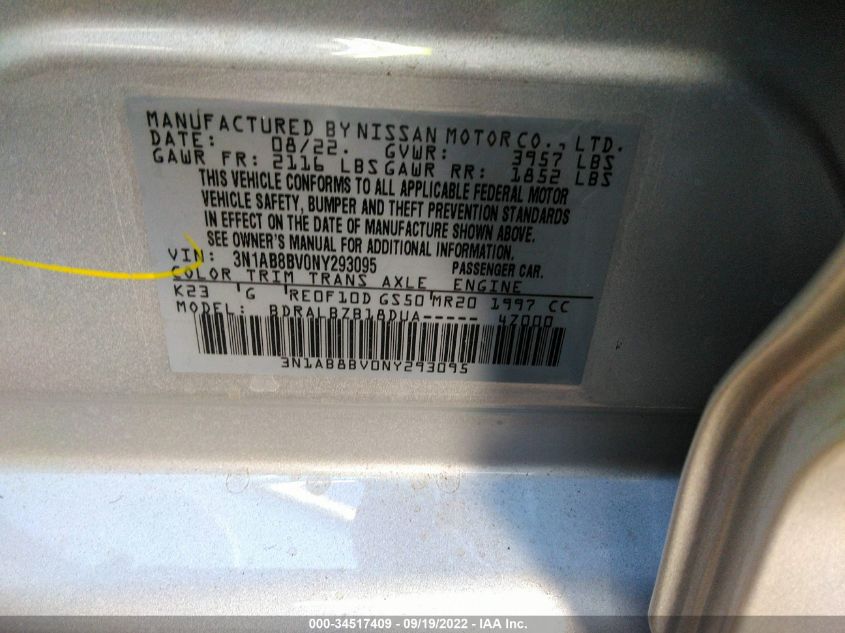 MANUFACTURED BY NISSAN MOTOR CO., LTD.
DATE: 08/22. GVWR: 3957 LBS
GAWR FR: 2116 LBS GAWR RR: 1852 LBS
THIS VEHICLE CONFORMS TO ALL APPLICABLE FEDERAL MOTOR
VEHICLE SAFETY, BUMPER AND THEFT PREVENTION STANDARDS
IN EFFECT ON THE DATE OF MANUFACTURE SHOWN ABOVE.
SEE OWNER'S MANUAL FOR ADDITIONAL INFORMATION.
VIN: 3N1AB8BV0NY293095 PASSENGER CAR.
COLOR TRIM TRANS AXLE ENGINE
K23 G RE0F10D GS50 MR20 1997 CC
MODEL: BDRALBZB18DUA----- 47000
3N1AB8BV0NY293095
000-34517409 - 09/19/2022 - IAA Inc.